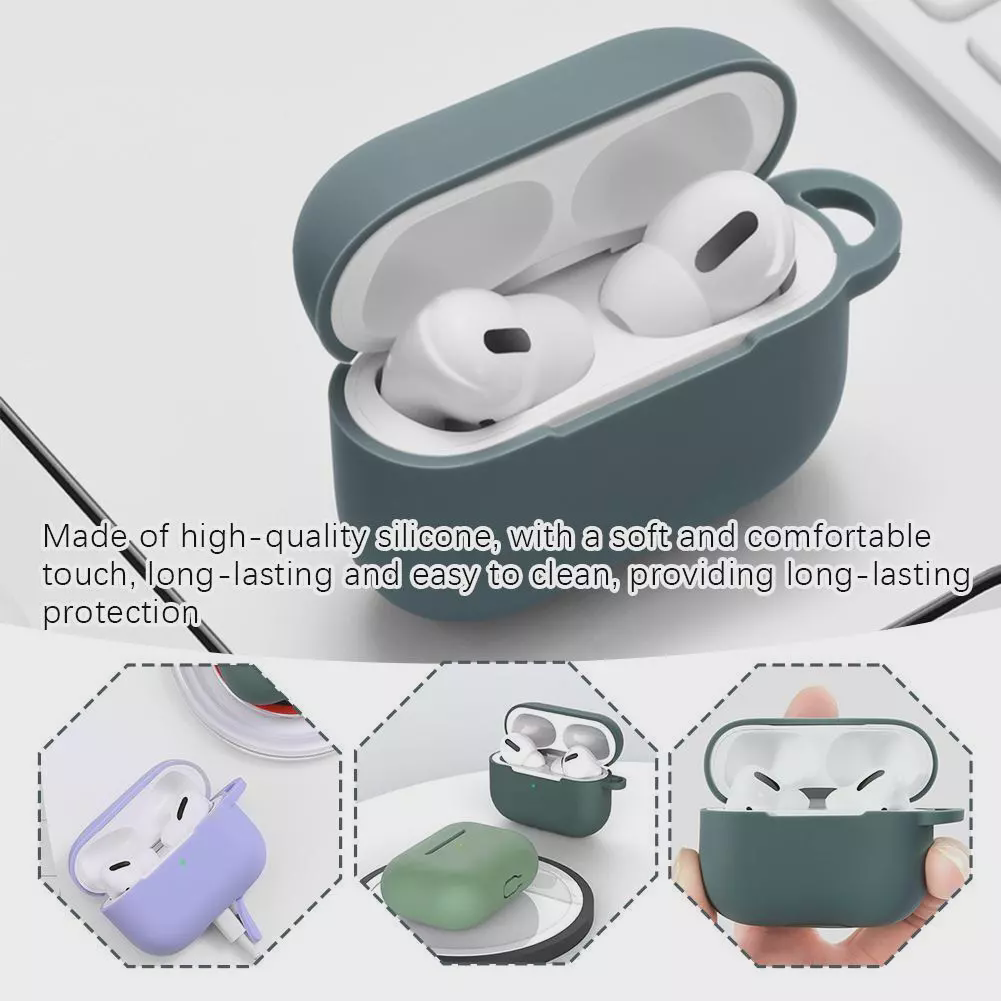 Made of high-quality silicone, with a soft and comfortable
touch, long-lasting and easy to clean, providing long-lasting
protection